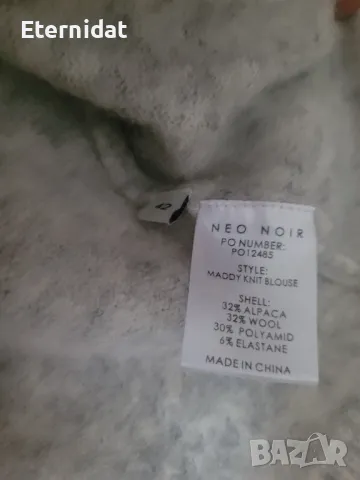 Eternidat
NEO NOIR
PO NUMBER:
PO12485
STYLE:
MADDY KNIT BLOUSE
SHELL:
32% ALPACA
32% WOOL
30% POLYAMID
6% ELASTANE
MADE IN CHINA
BAZAR